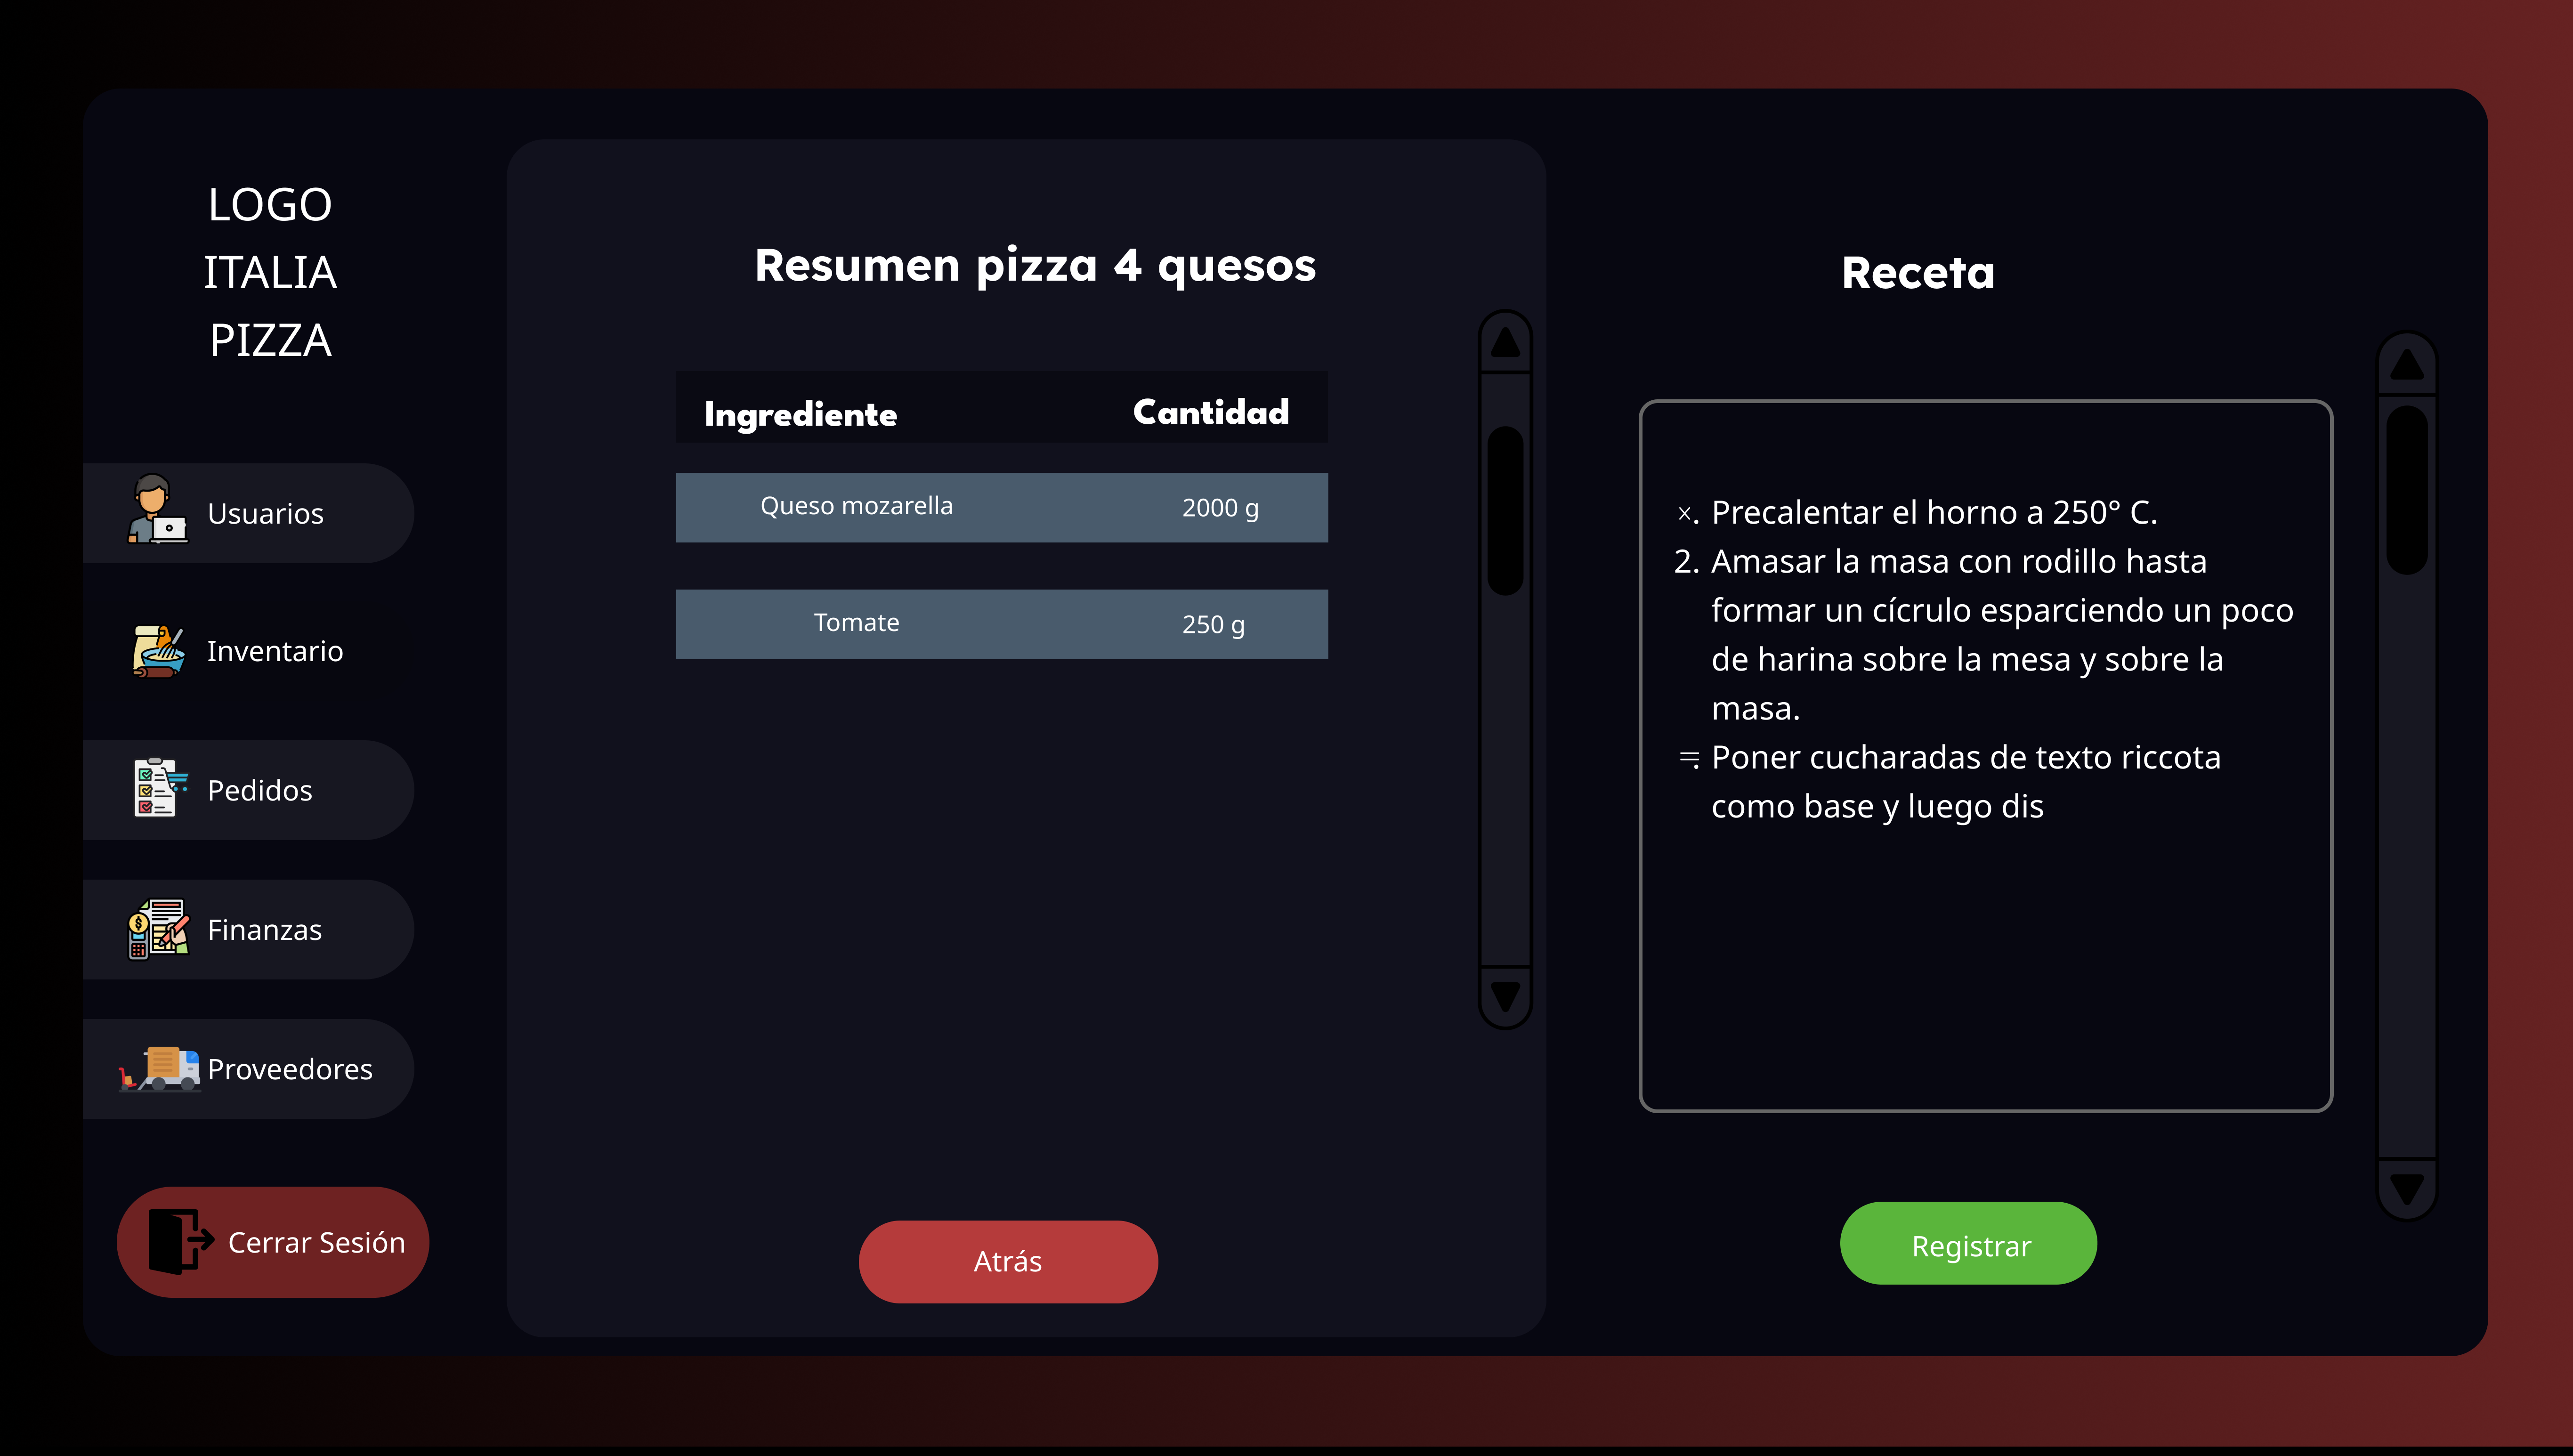 LOGO
ITALIA
PIZZA
Usuarios
Inventario
Pedidos
Finanzas
Proveedores
Cerrar Sesión
Resumen pizza 4 quesos
Ingrediente Cantidad
Queso mozarella 2000 g
Tomate 250 g
Atrás
Receta
×. Precalentar el horno a 250° C.
2. Amasar la masa con rodillo hasta
formar un cícrulo esparciendo un poco
de harina sobre la mesa y sobre la
masa.
=. Poner cucharadas de texto riccota
como base y luego dis
Registrar